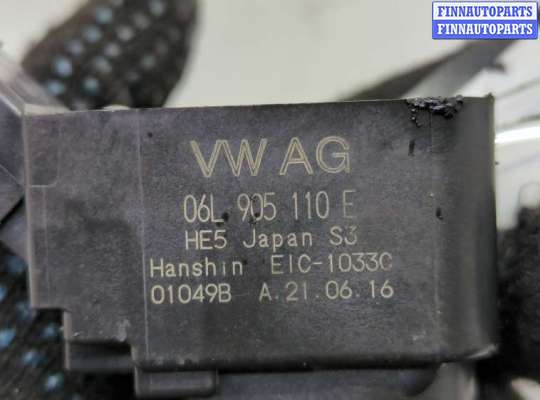 FINNAUTOPARTS
FINNAUTOPARTS
VW AG
06L 905 110 E
HE5 Japan S3
Hanshin EIC-1033C
01049B A.21.06.16